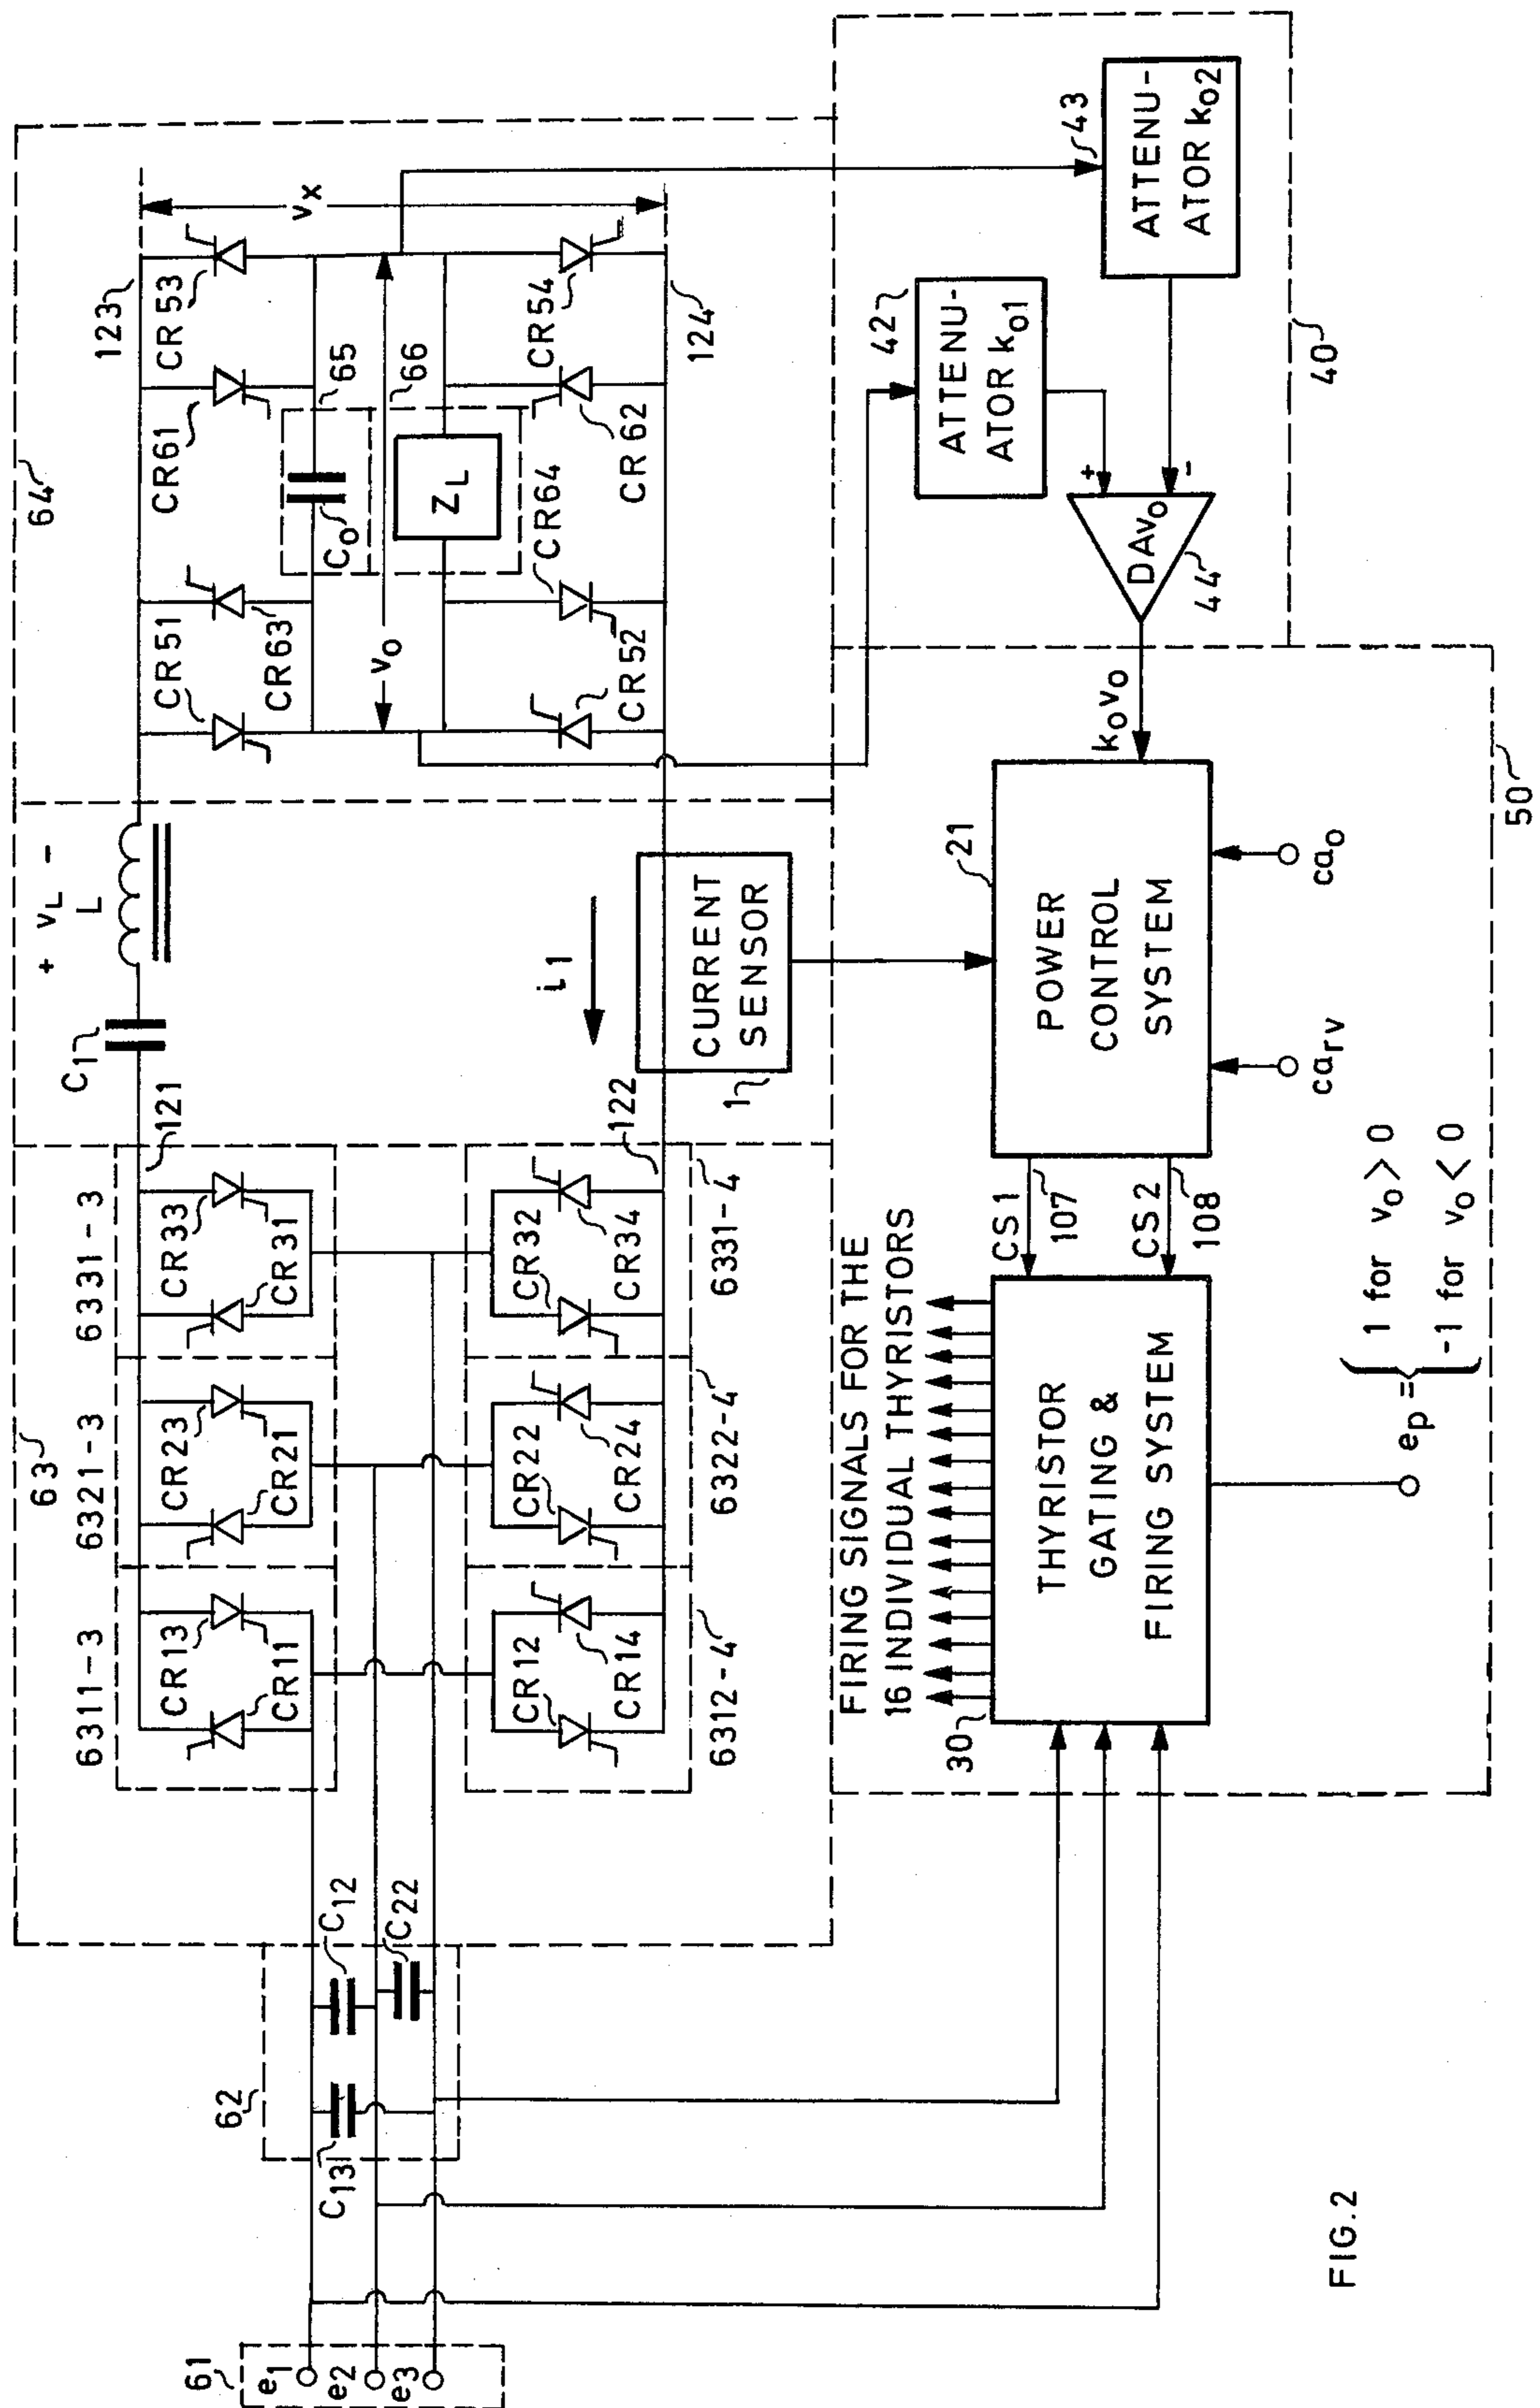 61
e1
e2
e3
62
C13
C12
C22
63
6311-3
6321-3
6331-3
CR13
CR11
CR23
CR21
CR33
CR31
121
CR12
CR14
CR22
CR24
CR32
CR34
122
6312-4
6322-4
6331-4
C1
+ vL -
L
i1
CURRENT
SENSOR
1
64
123
CR51
CR63
CR61
CR53
vx
Co
65
vo
66
ZL
CR52
CR64
CR62
CR54
124
42
ATTENU-
ATOR ko1
43
ATTENU-
ATOR ko2
+
-
DAvo
44
40
kovo
21
POWER
CONTROL
SYSTEM
cao
carv
CS1
107
CS2
108
FIRING SIGNALS FOR THE
16 INDIVIDUAL THYRISTORS
30
THYRISTOR
GATING &
FIRING SYSTEM
ep = { 1 for vo > 0
-1 for vo < 0
50
FIG.2